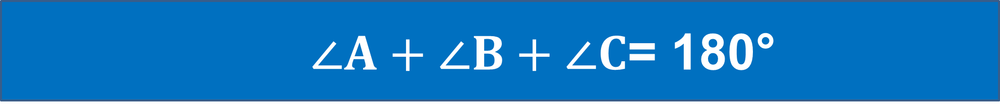 ∠A + ∠B + ∠C= 180°